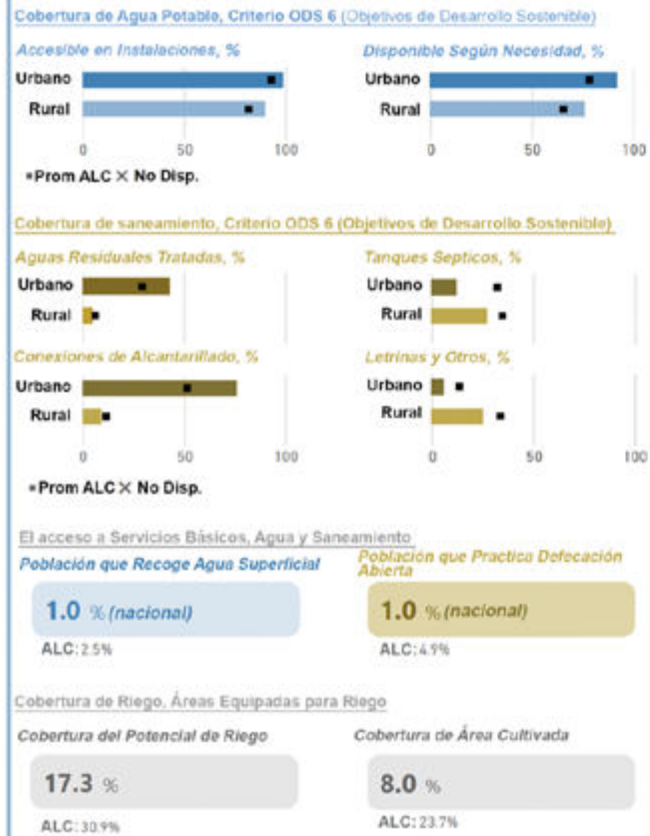 Cobertura de Agua Potable, Criterio ODS 6 (Objetivos de Desarrollo Sostenible)
Accesible en Instalaciones, %
Disponible Según Necesidad, %
Urbano
Urbano
Rural
Rural
0 50 100
0 50 100
▪Prom ALC × No Disp.
Cobertura de saneamiento, Criterio ODS 6 (Objetivos de Desarrollo Sostenible)
Aguas Residuales Tratadas, %
Tanques Septicos, %
Urbano
Urbano
Rural
Rural
Conexiones de Alcantarillado, %
Letrinas y Otros, %
Urbano
Urbano
Rural
Rural
0 50 100
0 50 100
▪Prom ALC × No Disp.
El acceso a Servicios Básicos, Agua y Saneamiento
Población que Recoge Agua Superficial
Población que Practica Defecación
Abierta
1.0 % (nacional)
1.0 % (nacional)
ALC: 2.5%
ALC: 4.9%
Cobertura de Riego, Áreas Equipadas para Riego
Cobertura del Potencial de Riego
Cobertura de Área Cultivada
17.3 %
8.0 %
ALC: 30.9%
ALC: 23.7%